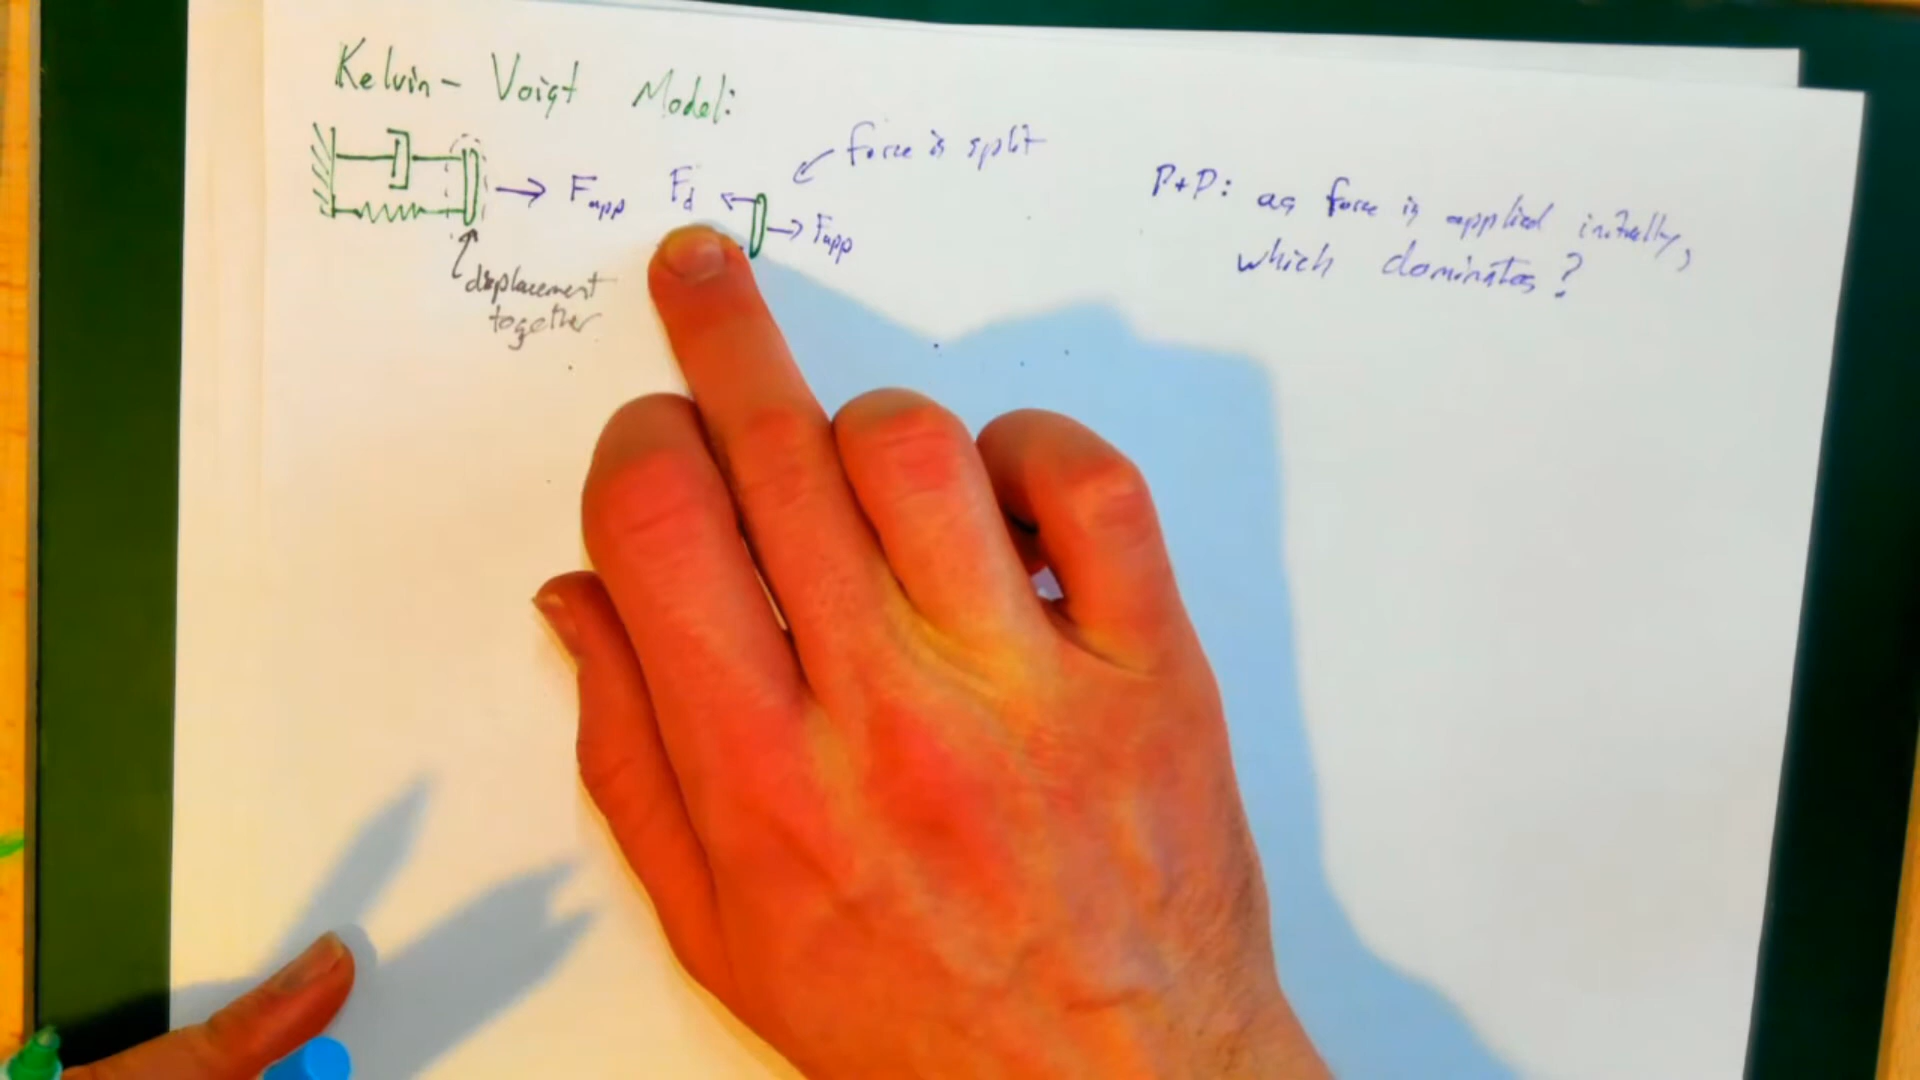 Kelvin-Voigt Model:
Fapp
Fd
force is split
Fapp
displacement
together
P+P: as force is applied initially,
which dominates?